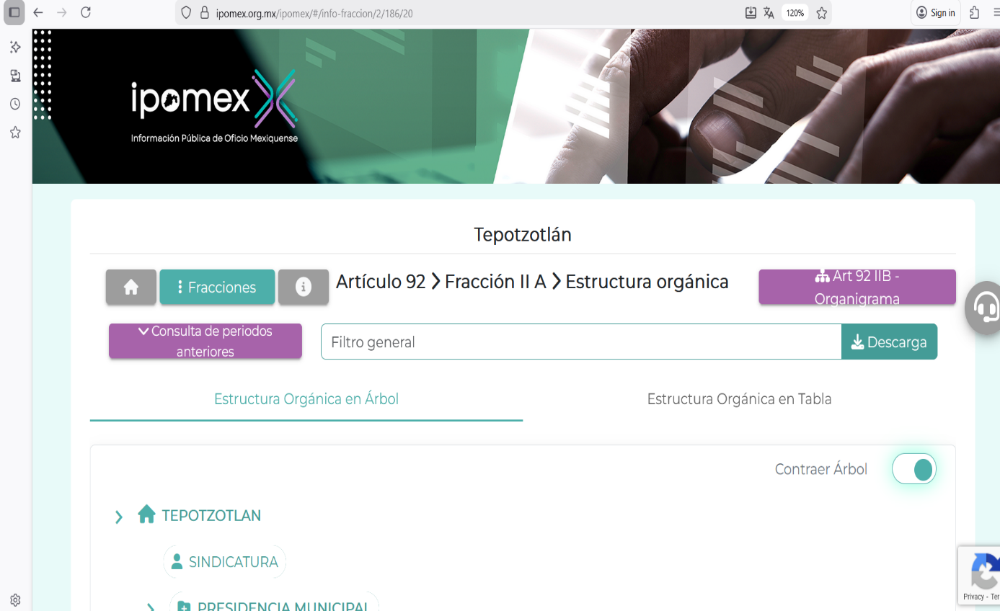 ipomex.org.mx/ipomex/#/info-fraccion/2/186/20
120%
Sign in
ipomex
Información Pública de Oficio Mexiquense
Tepotzotlán
Fracciones
Artículo 92 > Fracción II A > Estructura orgánica
Art 92 IIB -
Organigrama
Consulta de periodos
anteriores
Filtro general
Descarga
Estructura Orgánica en Árbol
Estructura Orgánica en Tabla
Contraer Árbol
TEPOTZOTLAN
SINDICATURA
PRESIDENCIA MUNICIPAL
Privacy - Ter